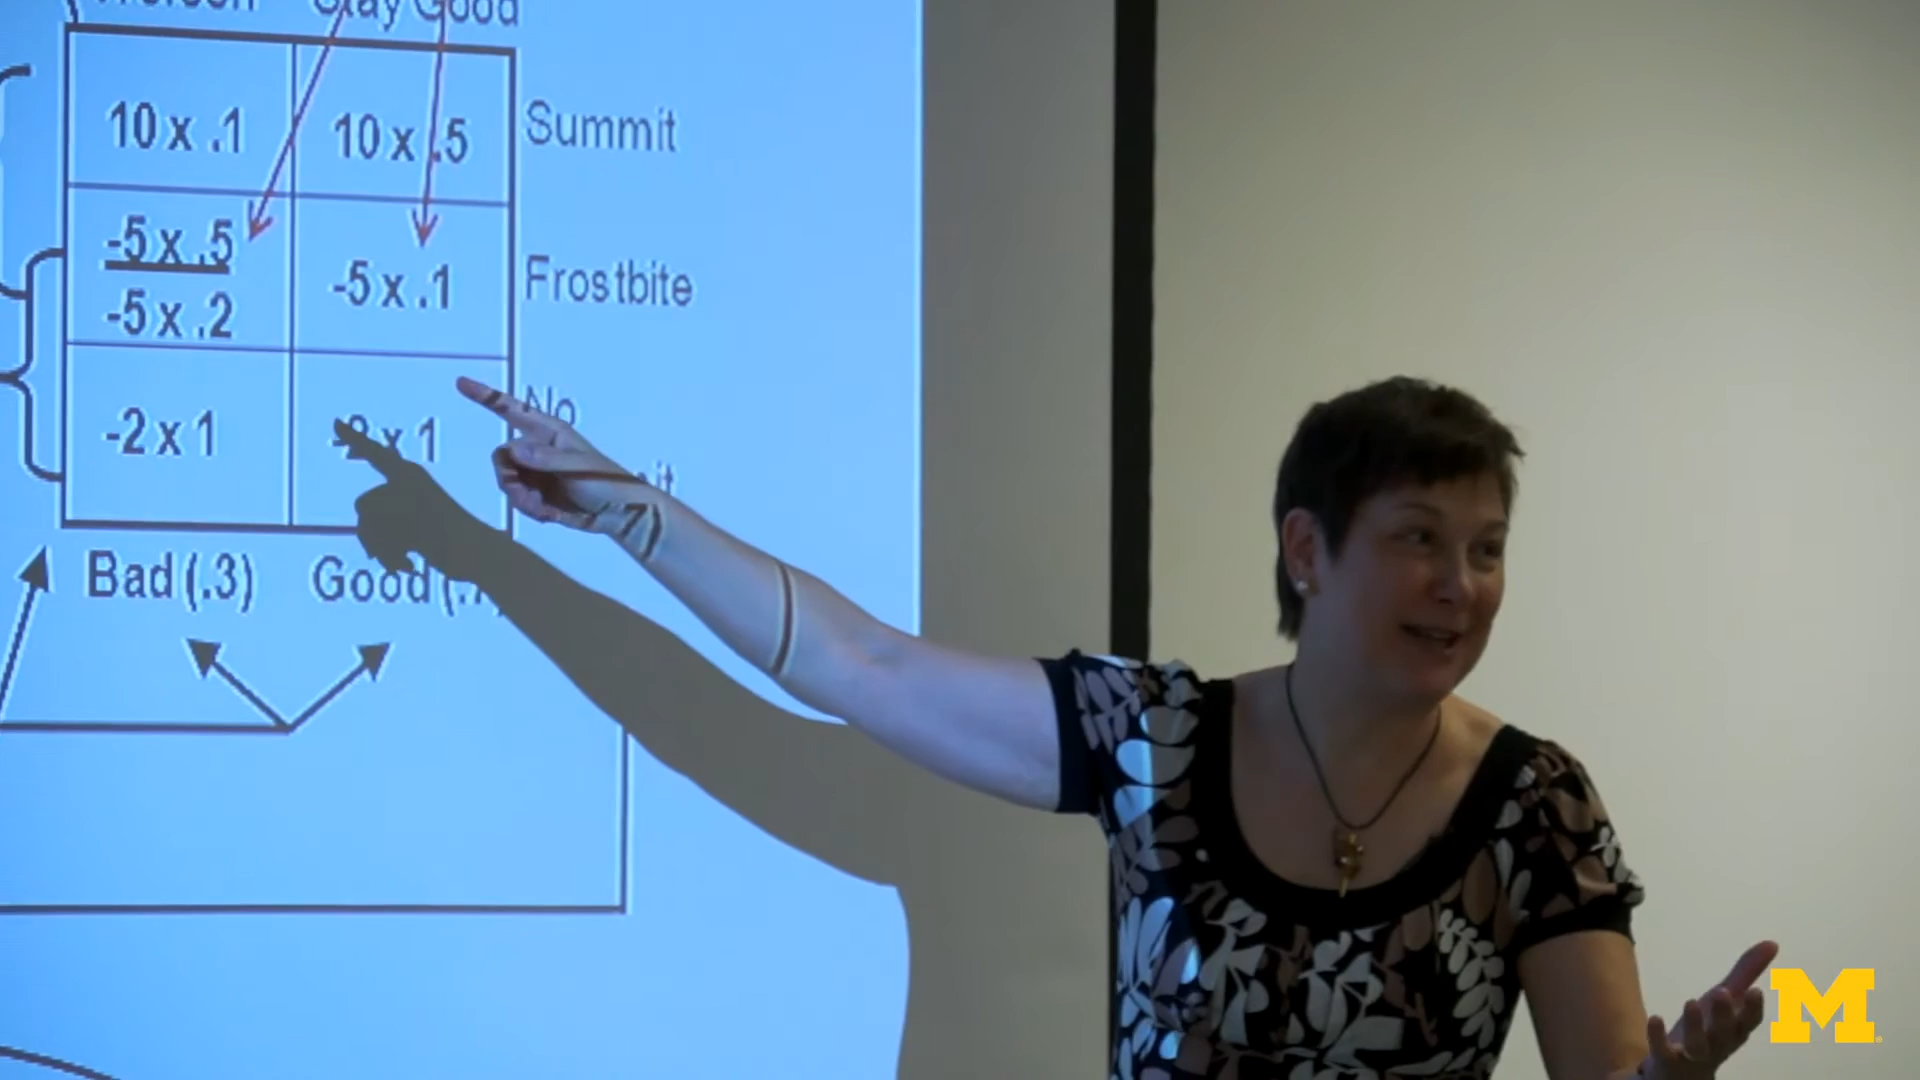 Stay Good
10 x .1 10 x .5 Summit
-5 x .5
-5 x .1 Frostbite
-5 x .2
No
-2 x 1 x 1
Bad (.3) Good (.7
M